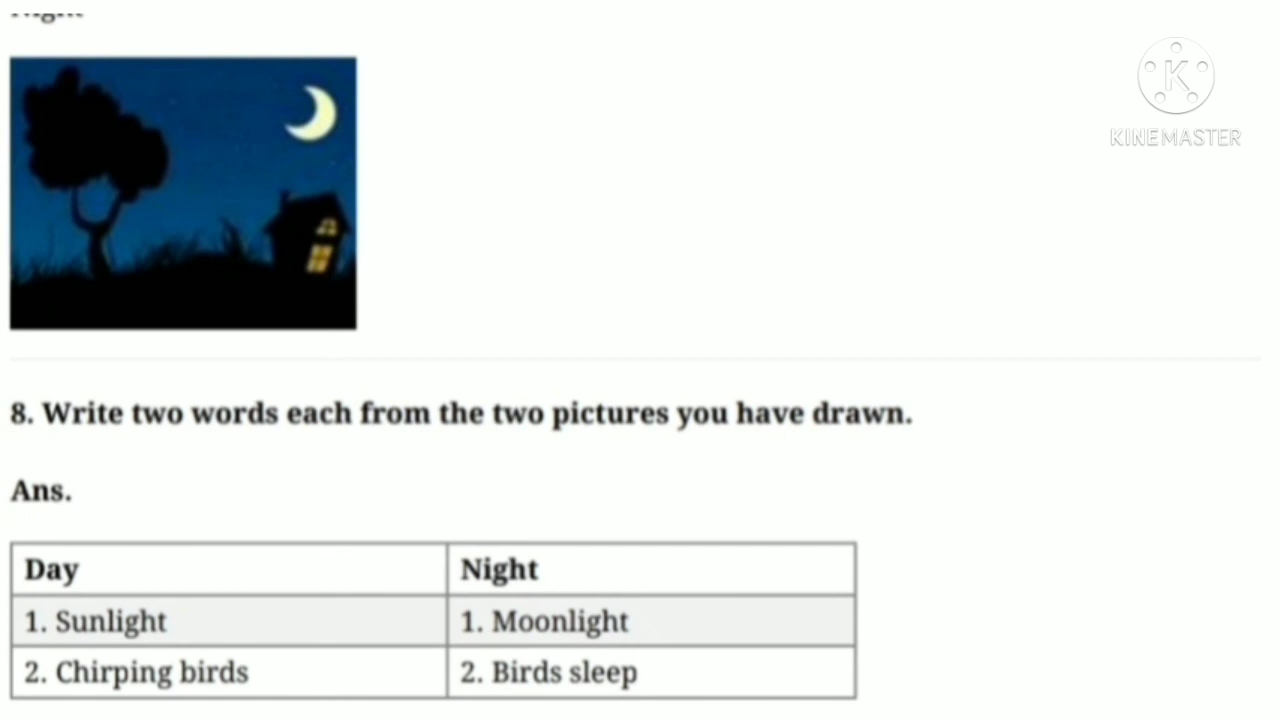 Night
KINEMASTER
8. Write two words each from the two pictures you have drawn.
Ans.
Day Night
1. Sunlight 1. Moonlight
2. Chirping birds 2. Birds sleep